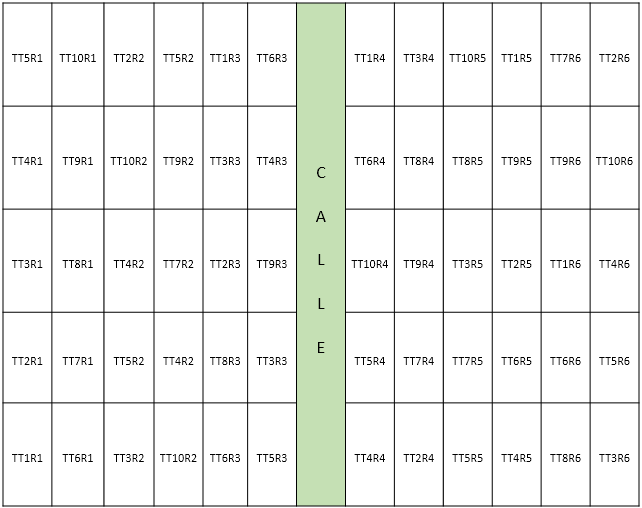 TT5R1 TT10R1 TT2R2 TT5R2 TT1R3 TT6R3 TT1R4 TT3R4 TT10R5 TT1R5 TT7R6 TT2R6
TT4R1 TT9R1 TT10R2 TT9R2 TT3R3 TT4R3 TT6R4 TT8R4 TT8R5 TT9R5 TT9R6 TT10R6
TT3R1 TT8R1 TT4R2 TT7R2 TT2R3 TT9R3 TT10R4 TT9R4 TT3R5 TT2R5 TT1R6 TT4R6
TT2R1 TT7R1 TT5R2 TT4R2 TT8R3 TT3R3 TT5R4 TT7R4 TT7R5 TT6R5 TT6R6 TT5R6
TT1R1 TT6R1 TT3R2 TT10R2 TT6R3 TT5R3 TT4R4 TT2R4 TT5R5 TT4R5 TT8R6 TT3R6
C
A
L
L
E